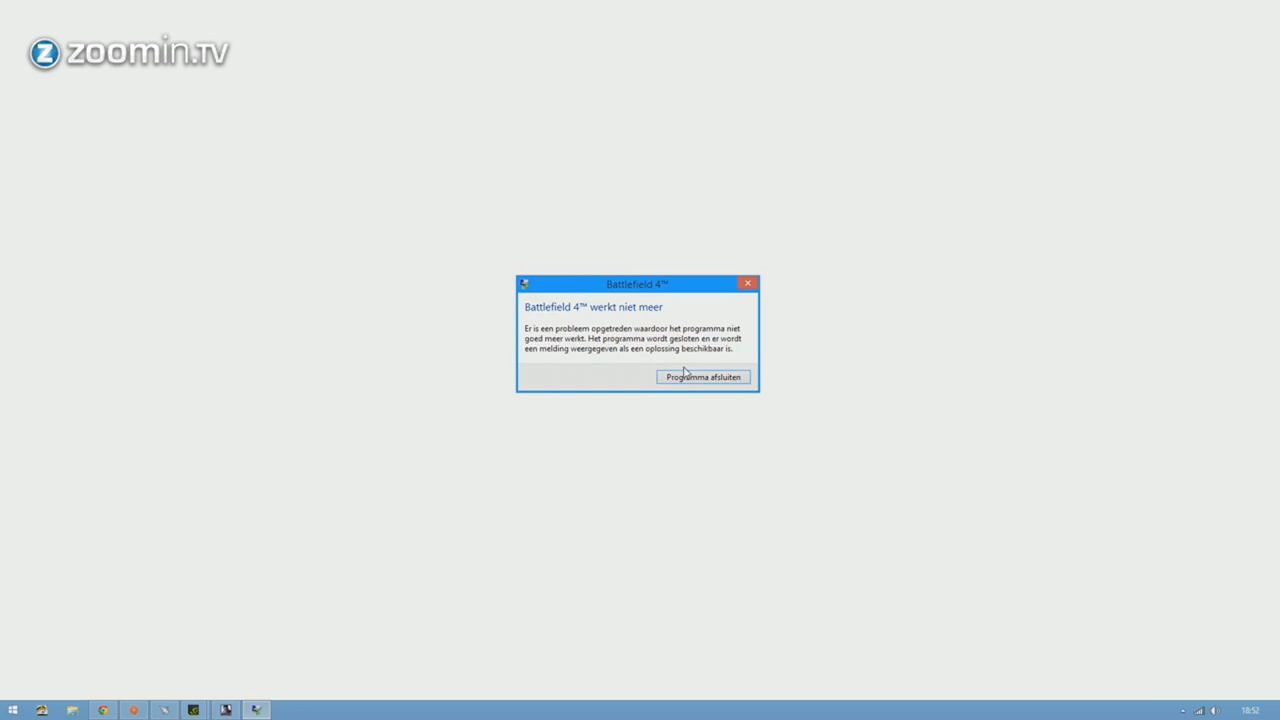 zoomin.TV
Battlefield 4™
Battlefield 4™ werkt niet meer
Er is een probleem opgetreden waardoor het programma niet
goed meer werkt. Het programma wordt gesloten en er wordt
een melding weergegeven als een oplossing beschikbaar is.
Programma afsluiten
18:52